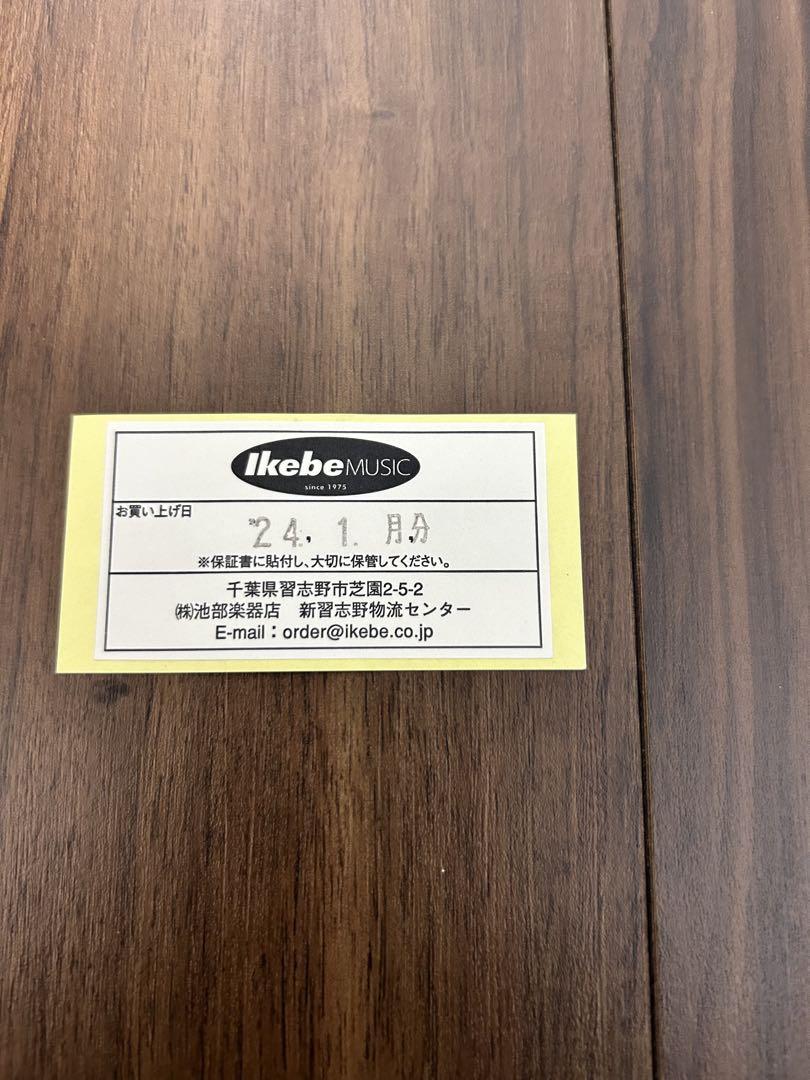 Ikebe MUSIC
since 1975
お買い上げ日
'24, 1. 月分
※保証書に貼付し、大切に保管してください。
千葉県習志野市芝園2-5-2
㈱池部楽器店　新習志野物流センター
E-mail：order@ikebe.co.jp